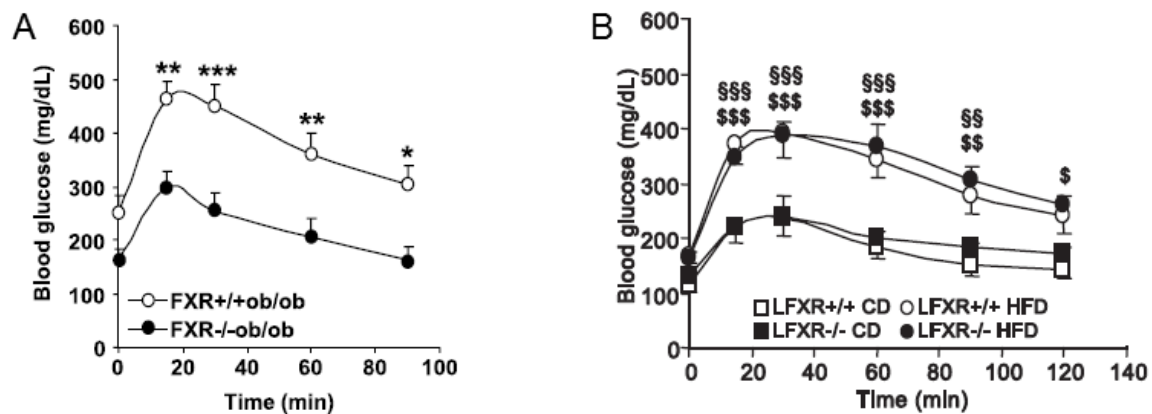 A
Blood glucose (mg/dL)
600
500
400
300
200
100
0
** *** ** *
FXR+/+ob/ob
FXR-/-ob/ob
0 20 40 60 80 100
Time (min)
B
Blood glucose (mg/dL)
600
500
400
300
200
100
0
§§§ §§§ §§§ §§
$$$ $$$ $$$ $$ $
LFXR+/+ CD LFXR+/+ HFD
LFXR-/- CD LFXR-/- HFD
0 20 40 60 80 100 120 140
Time (min)